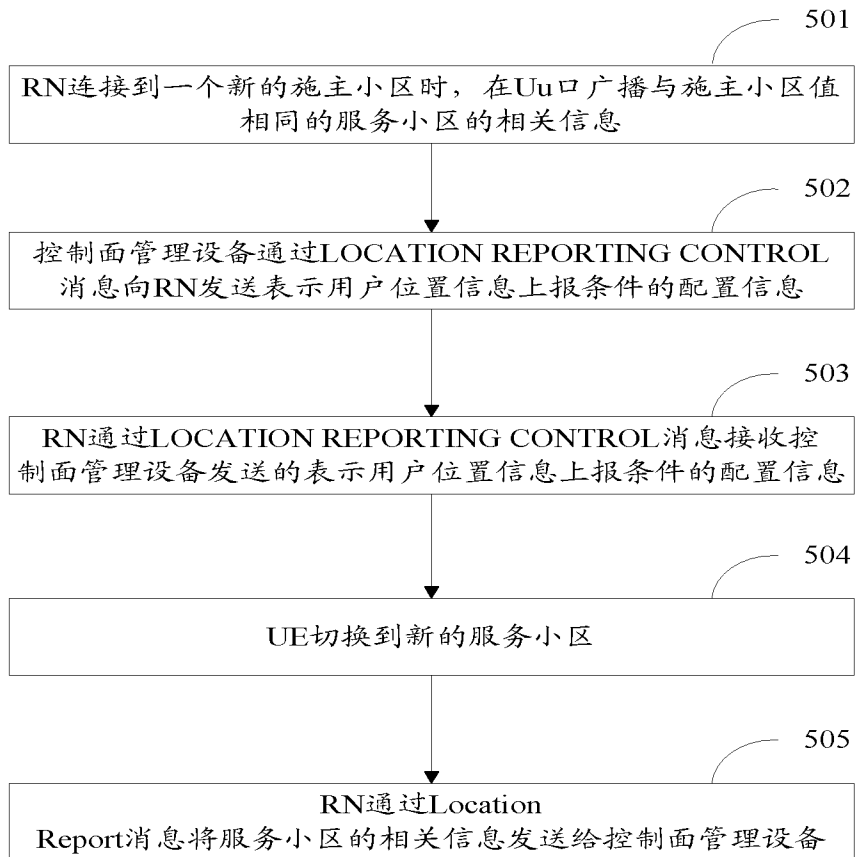 501
RN连接到一个新的施主小区时，在Uu口广播与施主小区值
相同的服务小区的相关信息
502
控制面管理设备通过LOCATION REPORTING CONTROL
消息向RN发送表示用户位置信息上报条件的配置信息
503
RN通过LOCATION REPORTING CONTROL消息接收控
制面管理设备发送的表示用户位置信息上报条件的配置信息
504
UE切换到新的服务小区
505
RN通过Location
Report消息将服务小区的相关信息发送给控制面管理设备